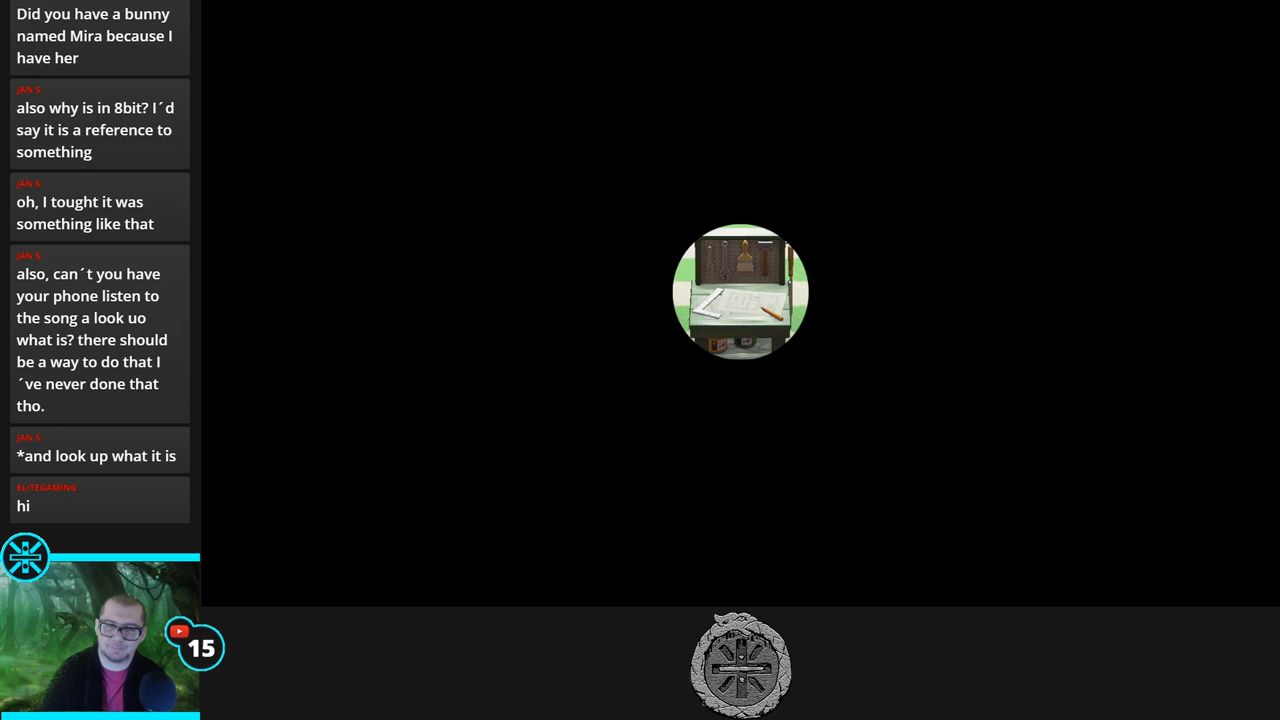 Did you have a bunny
named Mira because I
have her
JAN S.
also why is in 8bit? I´d
say it is a reference to
something
JAN S.
oh, I tought it was
something like that
JAN S.
also, can´t you have
your phone listen to
the song a look uo
what is? there should
be a way to do that I
´ve never done that
tho.
JAN S.
*and look up what it is
ELITEGAMING
hi
15